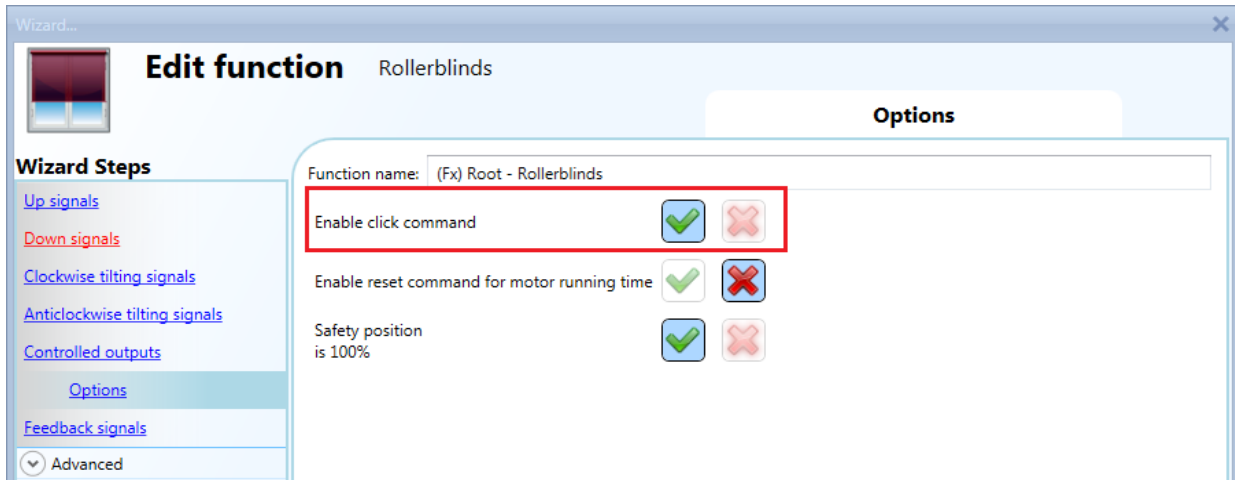 Wizard...
Edit function Rollerblinds
Options
Wizard Steps
Up signals
Down signals
Clockwise tilting signals
Anticlockwise tilting signals
Controlled outputs
Options
Feedback signals
Advanced
Function name: (Fx) Root - Rollerblinds
Enable click command
Enable reset command for motor running time
Safety position
is 100%